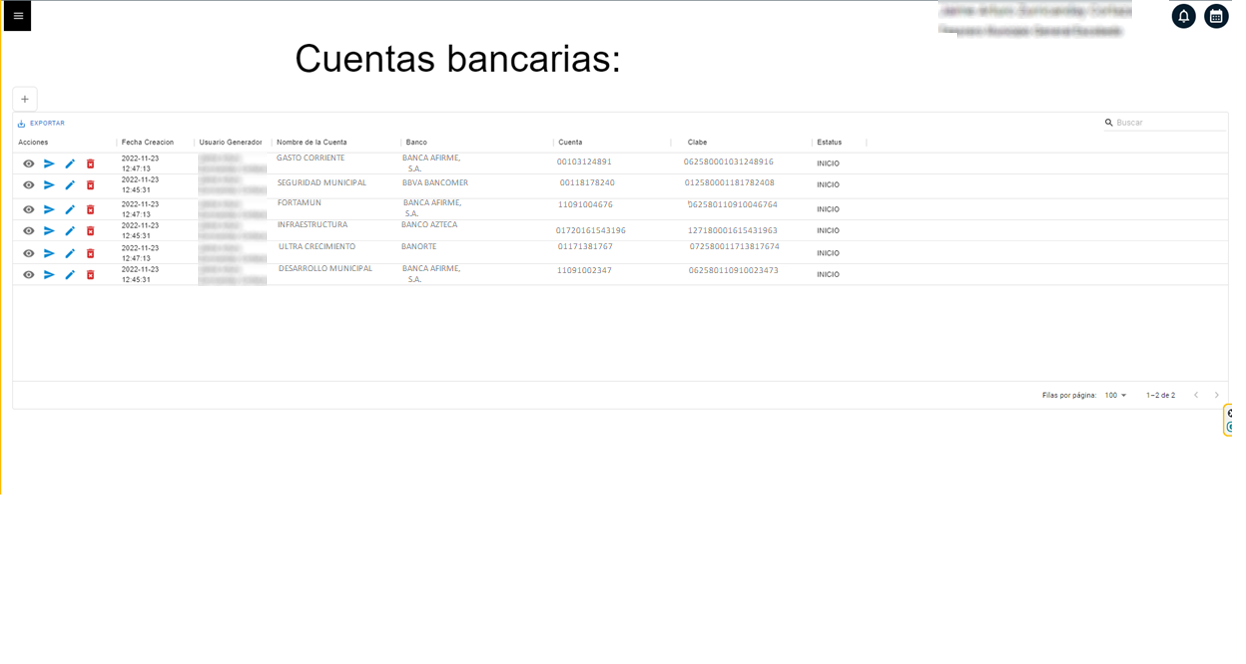 Cuentas bancarias:
+
EXPORTAR
Buscar
Acciones Fecha Creacion Usuario Generador Nombre de la Cuenta Banco Cuenta Clabe Estatus
2022-11-23 GASTO CORRIENTE BANCA AFIRME, 00103124891 062580001031248916 INICIO
12:47:13 S.A.
2022-11-23 SEGURIDAD MUNICIPAL BBVA BANCOMER 00118178240 012580001181782408 INICIO
12:45:31
2022-11-23 FORTAMUN BANCA AFIRME, 11091004676 062580110910046764 INICIO
12:47:13 S.A.
2022-11-23 INFRAESTRUCTURA BANCO AZTECA 01720161543196 127180001615431963 INICIO
12:45:31
2022-11-23 ULTRA CRECIMIENTO BANORTE 01171381767 072580011713817674 INICIO
12:47:13
2022-11-23 DESARROLLO MUNICIPAL BANCA AFIRME, 11091002347 062580110910023473 INICIO
12:45:31 S.A.
Filas por página: 100 1–2 de 2